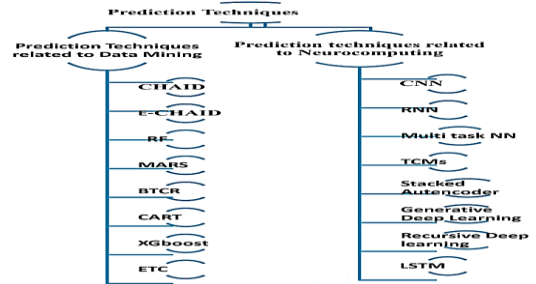 Prediction Techniques
Prediction Techniques
related to Data Mining
CHAID
E-CHAID
RF
MARS
BTCR
CART
XGboost
ETC
Prediction techniques related
to Neurocomputing
CNN
RNN
Multi task NN
TCMs
Stacked
Autencoder
Generative
Deep Learning
Recursive Deep
learning
LSTM